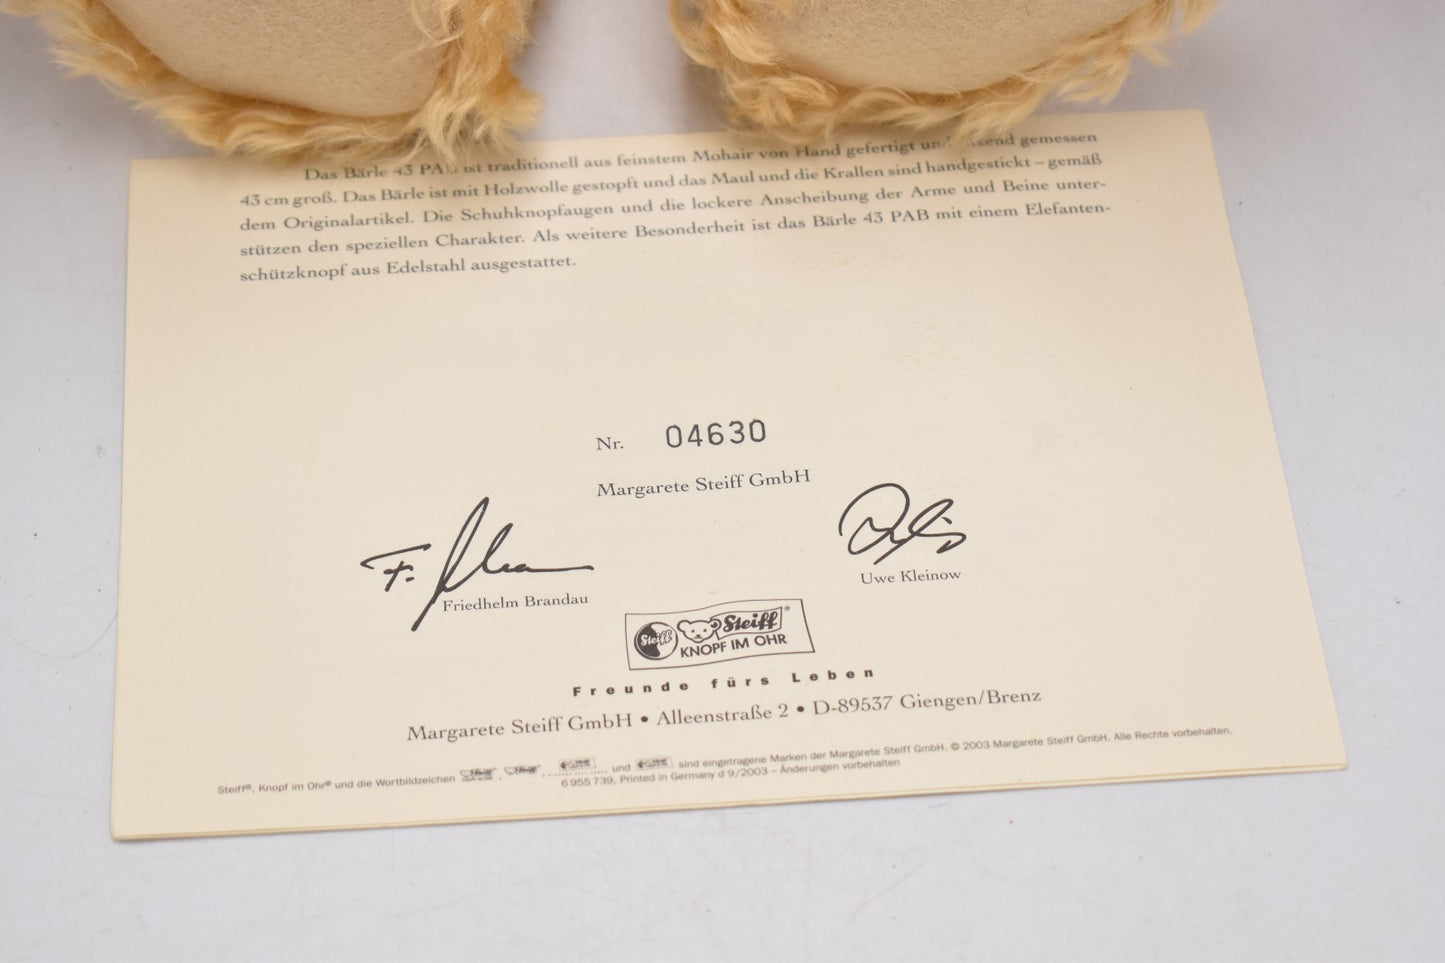 Das Bärle 43 PAB ist traditionell aus feinstem Mohair von Hand gefertigt gemessen
43 cm groß. Das Bärle ist mit Holzwolle gestopft und das Maul und die Krallen sind handgestickt – gemäß
dem Originalartikel. Die Schuhknopfaugen und die lockere Anscheibung der Arme und Beine unter-
stützen den speziellen Charakter. Als weitere Besonderheit ist das Bärle 43 PAB mit einem Elefanten-
schützknopf aus Edelstahl ausgestattet.
Nr. 04630
Margarete Steiff GmbH
Friedhelm Brandau
Uwe Kleinow
Steiff Steiff®
KNOPF IM OHR
Freunde fürs Leben
Margarete Steiff GmbH • Alleenstraße 2 • D-89537 Giengen/Brenz
Steiff®, Knopf im Ohr® und die Wortbildzeichen , , und sind eingetragene Marken der Margarete Steiff GmbH. © 2003 Margarete Steiff GmbH. Alle Rechte vorbehalten.
6 955 739, Printed in Germany d 9/2003 – Änderungen vorbehalten